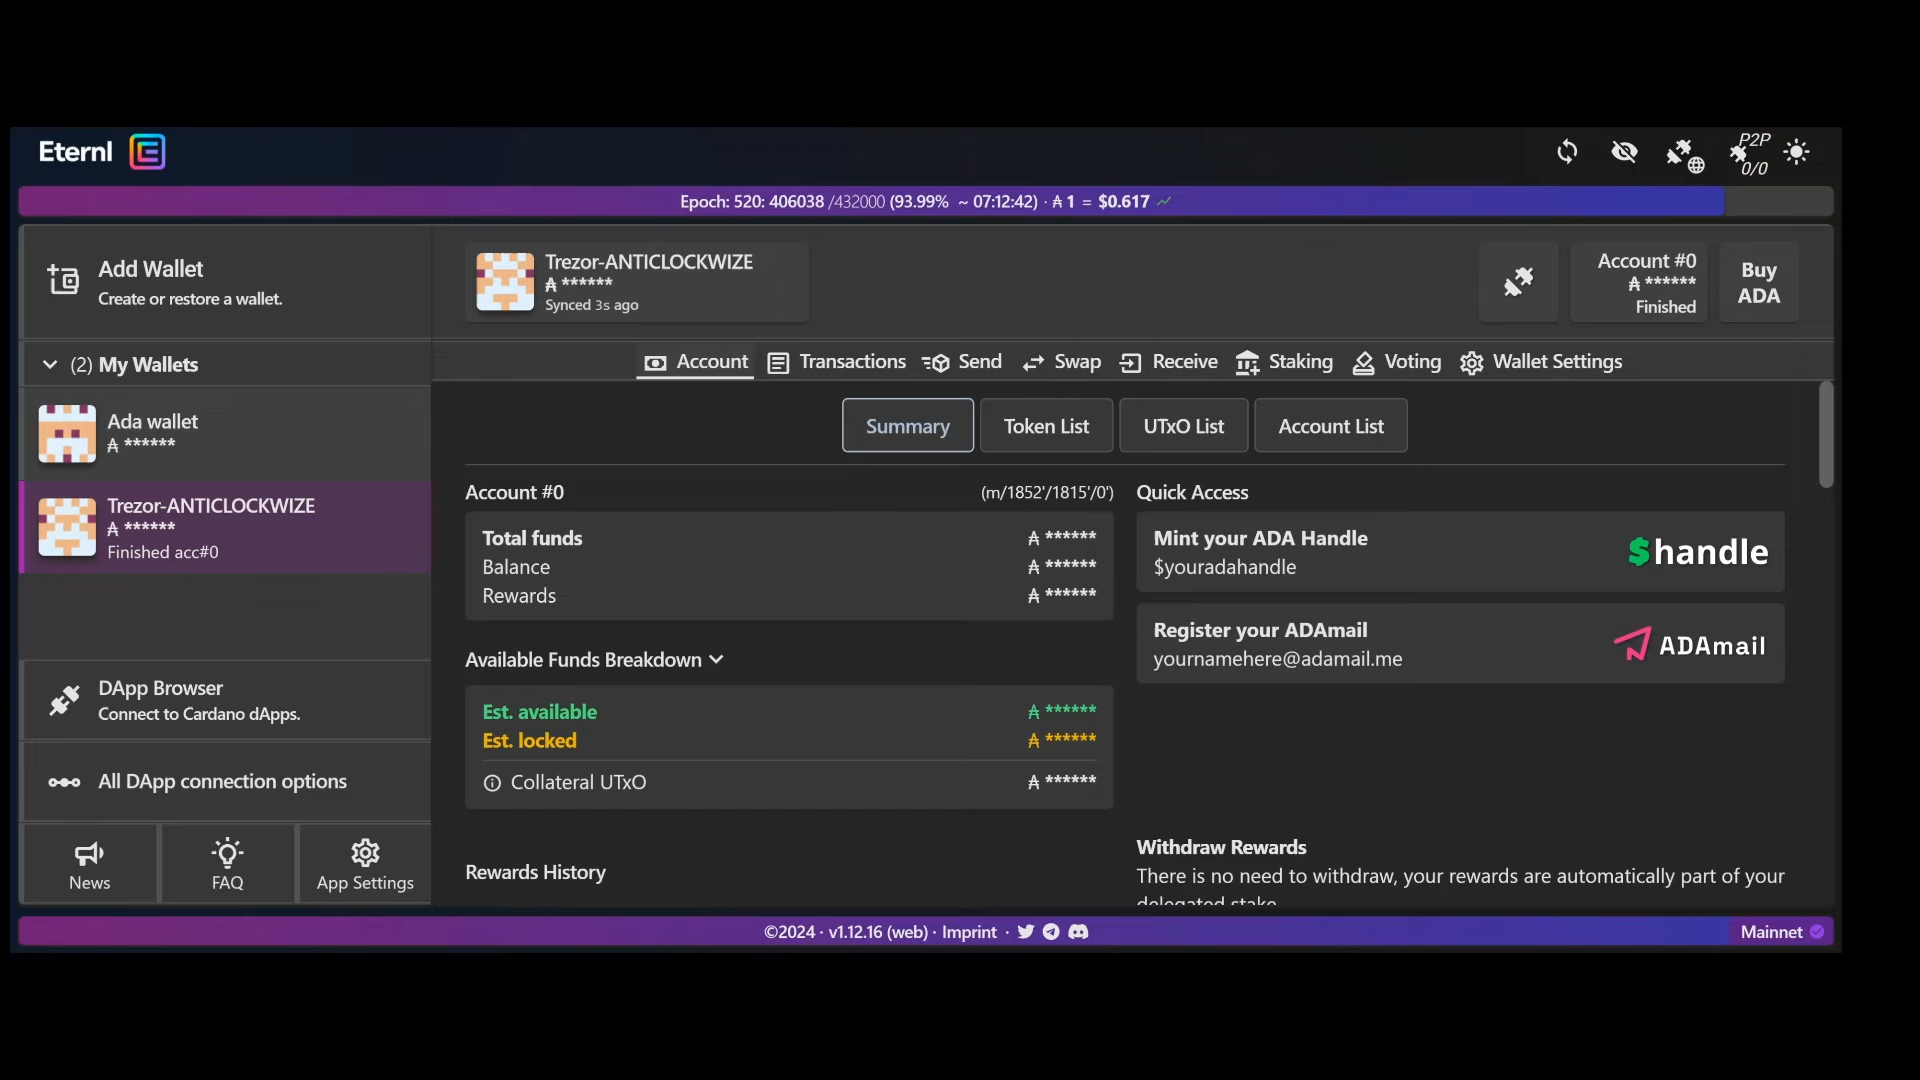 Eternl
P2P
0/0
Epoch: 520: 406038 /432000 (93.99% ~ 07:12:42) · ₳ 1 = $0.617
Add Wallet
Create or restore a wallet.
(2) My Wallets
Ada wallet
₳ ******
Trezor-ANTICLOCKWIZE
₳ ******
Finished acc#0
DApp Browser
Connect to Cardano dApps.
All DApp connection options
News
FAQ
App Settings
Trezor-ANTICLOCKWIZE
₳ ******
Synced 3s ago
Account #0
₳ ******
Finished
Buy
ADA
Account
Transactions
Send
Swap
Receive
Staking
Voting
Wallet Settings
Summary
Token List
UTxO List
Account List
Account #0 (m/1852'/1815'/0')
Total funds ₳ ******
Balance ₳ ******
Rewards ₳ ******
Available Funds Breakdown
Est. available ₳ ******
Est. locked ₳ ******
Collateral UTxO ₳ ******
Rewards History
Quick Access
Mint your ADA Handle
$youradahandle
$handle
Register your ADAmail
yournamehere@adamail.me
ADAmail
Withdraw Rewards
There is no need to withdraw, your rewards are automatically part of your
delegated stake
©2024 · v1.12.16 (web) · Imprint ·
Mainnet